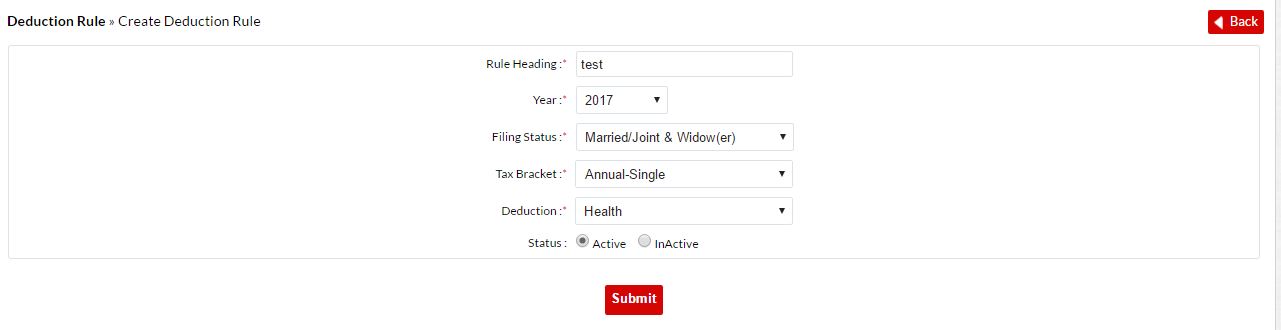 Deduction Rule » Create Deduction Rule
Back
Rule Heading :* test
Year :* 2017
Filing Status :* Married/Joint & Widow(er)
Tax Bracket :* Annual-Single
Deduction :* Health
Status : Active InActive
Submit